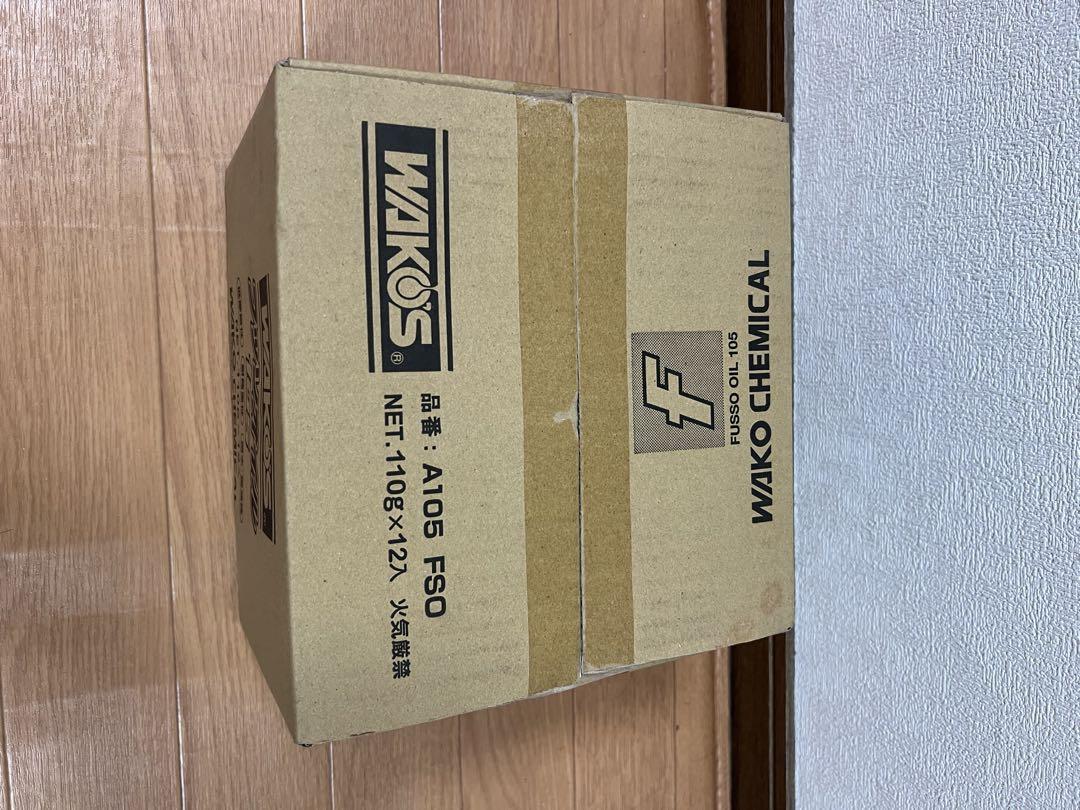 WAKO'S®
品番：A105 FSO
NET.110g×12入 火気厳禁
F
FUSSO OIL 105
WAKO CHEMICAL
WAKO'S